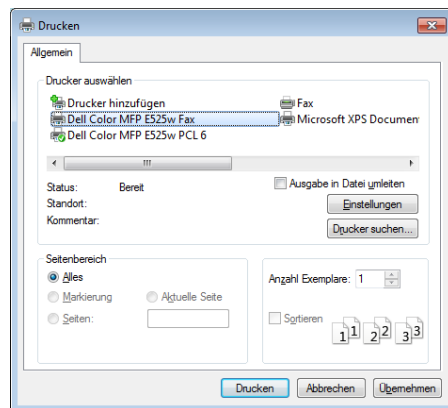 Drucken
Allgemein
Drucker auswählen
Drucker hinzufügen
Fax
Dell Color MFP E525w Fax
Microsoft XPS Documen
Dell Color MFP E525w PCL 6
Status: Bereit
Ausgabe in Datei umleiten
Standort:
Einstellungen
Kommentar:
Drucker suchen...
Seitenbereich
Alles
Anzahl Exemplare: 1
Markierung
Aktuelle Seite
Seiten:
Sortieren
1 1 2 2 3 3
Drucken
Abbrechen
Übernehmen